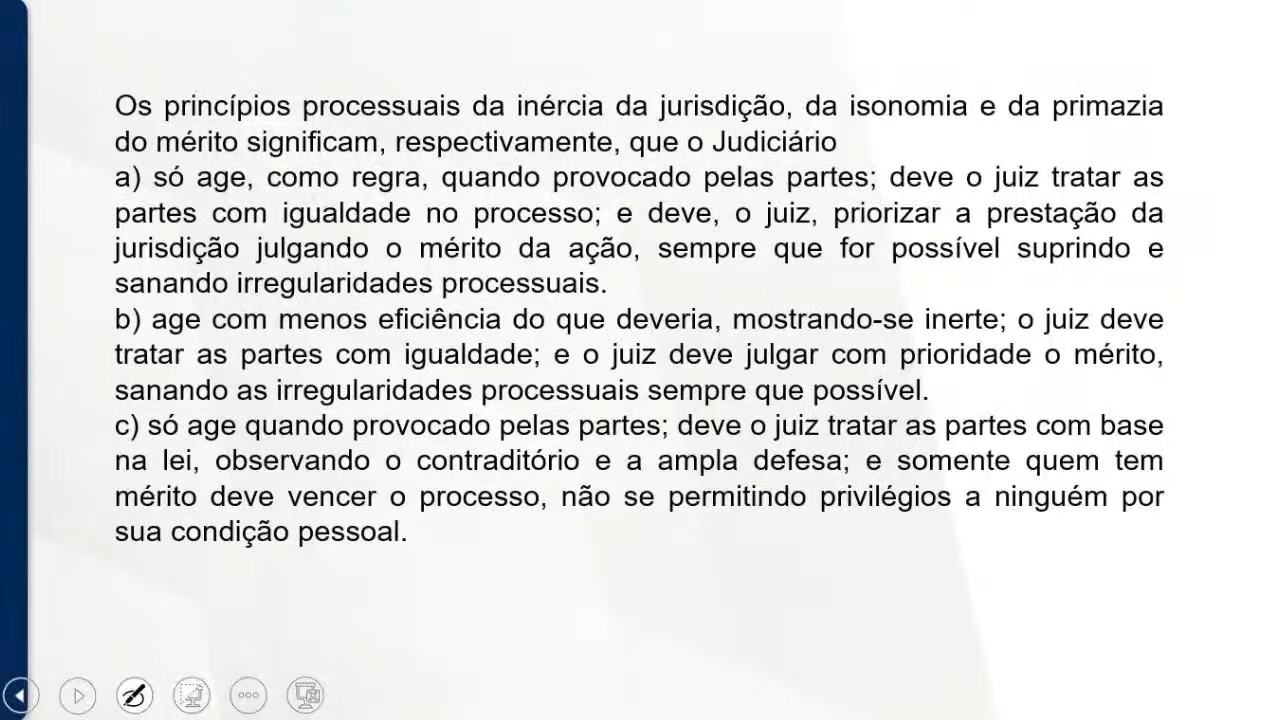 Os princípios processuais da inércia da jurisdição, da isonomia e da primazia
do mérito significam, respectivamente, que o Judiciário
a) só age, como regra, quando provocado pelas partes; deve o juiz tratar as
partes com igualdade no processo; e deve, o juiz, priorizar a prestação da
jurisdição julgando o mérito da ação, sempre que for possível suprindo e
sanando irregularidades processuais.
b) age com menos eficiência do que deveria, mostrando-se inerte; o juiz deve
tratar as partes com igualdade; e o juiz deve julgar com prioridade o mérito,
sanando as irregularidades processuais sempre que possível.
c) só age quando provocado pelas partes; deve o juiz tratar as partes com base
na lei, observando o contraditório e a ampla defesa; e somente quem tem
mérito deve vencer o processo, não se permitindo privilégios a ninguém por
sua condição pessoal.